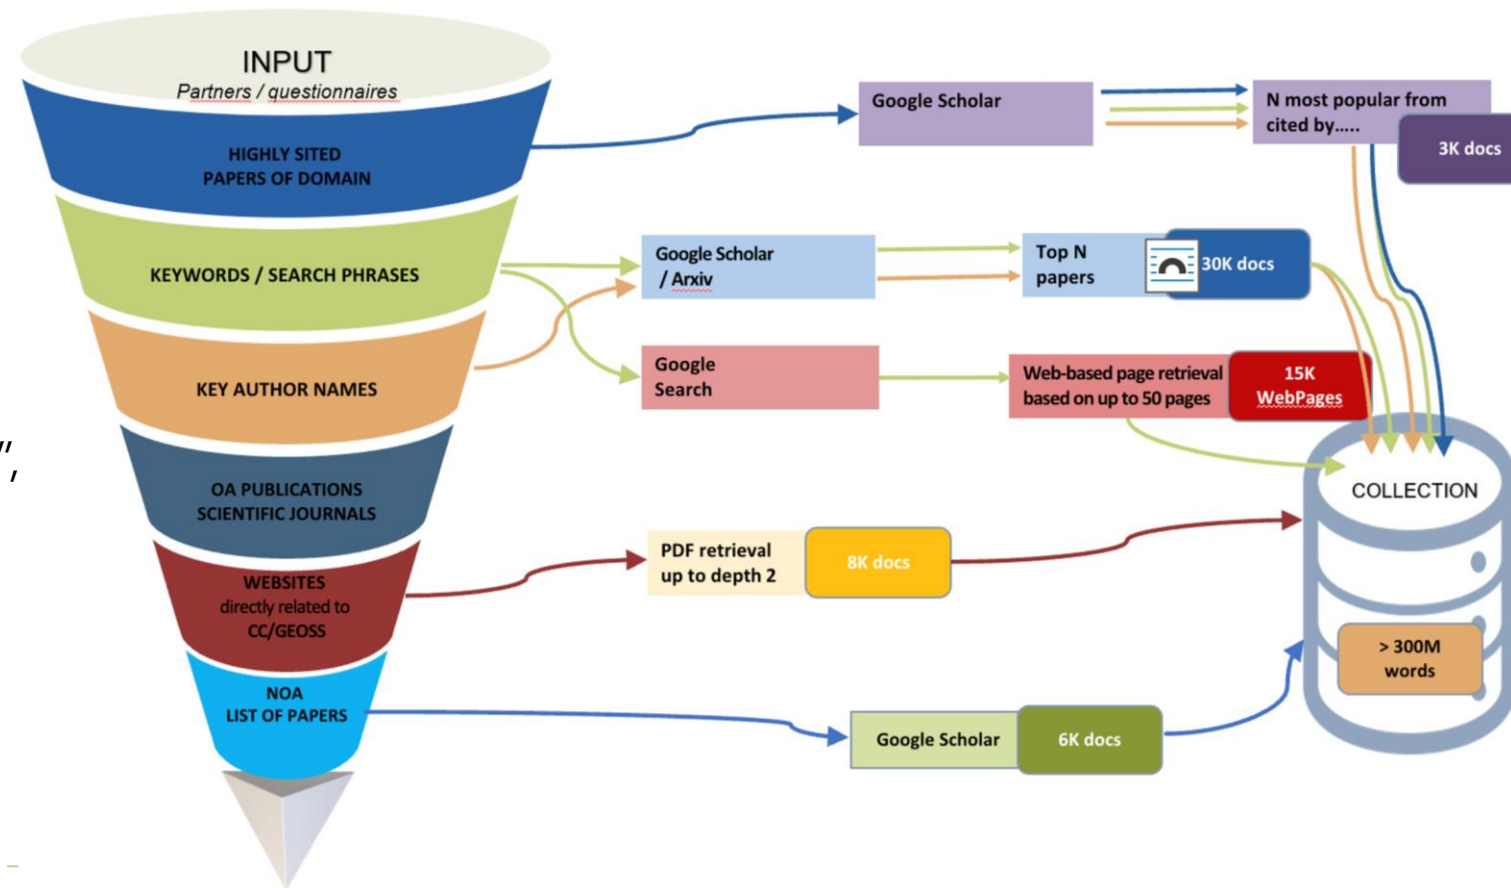 INPUT
Partners / questionnaires
HIGHLY SITED
PAPERS OF DOMAIN
KEYWORDS / SEARCH PHRASES
KEY AUTHOR NAMES
OA PUBLICATIONS
SCIENTIFIC JOURNALS
WEBSITES
directly related to
CC/GEOSS
NOA
LIST OF PAPERS
Google Scholar
N most popular from
cited by.....
3K docs
Google Scholar
/ Arxiv
Top N
papers
30K docs
Google
Search
Web-based page retrieval
based on up to 50 pages
15K
WebPages
",
PDF retrieval
up to depth 2
8K docs
Google Scholar
6K docs
COLLECTION
> 300M
words